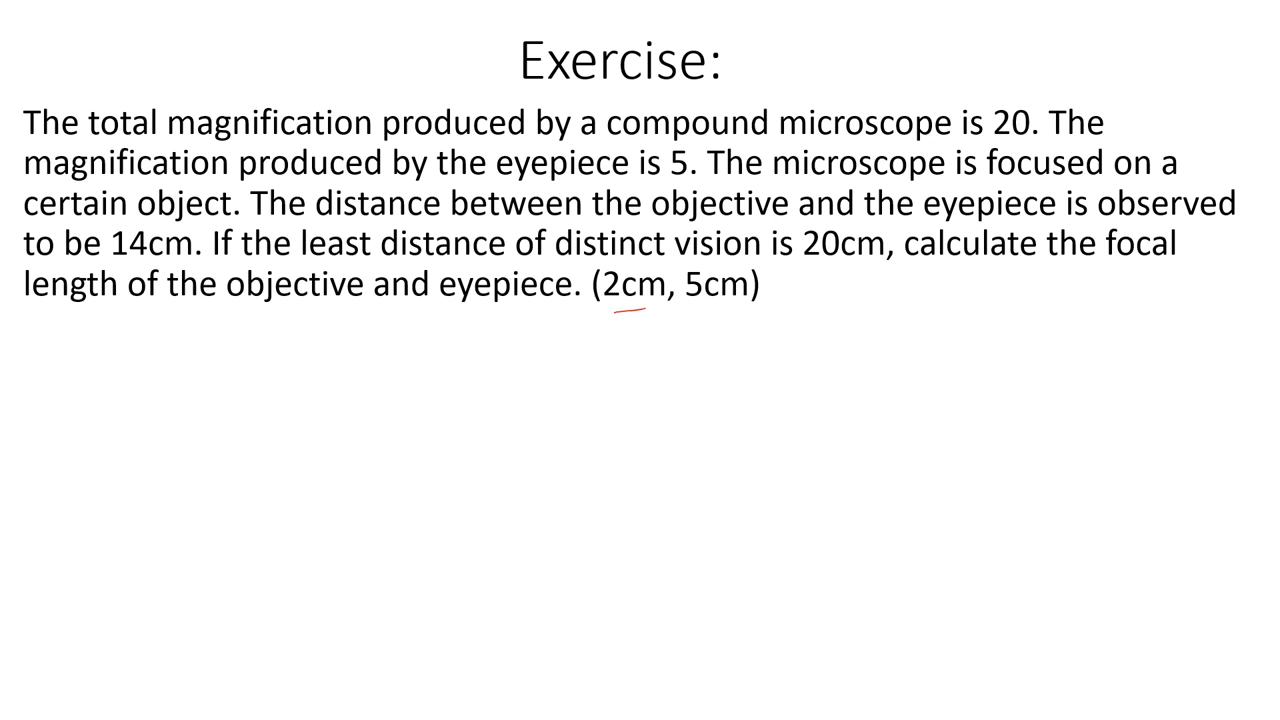 Exercise:
The total magnification produced by a compound microscope is 20. The
magnification produced by the eyepiece is 5. The microscope is focused on a
certain object. The distance between the objective and the eyepiece is observed
to be 14cm. If the least distance of distinct vision is 20cm, calculate the focal
length of the objective and eyepiece. (2cm, 5cm)